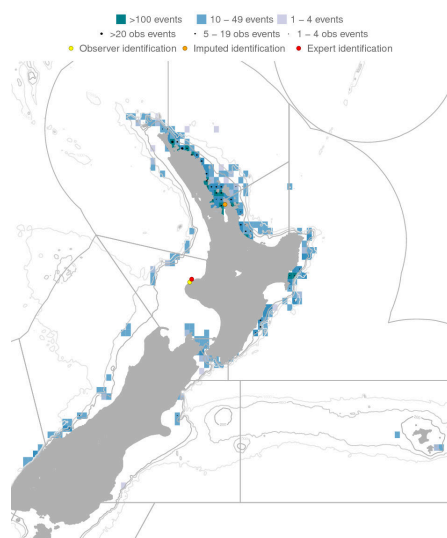 >100 events 10 – 49 events 1 – 4 events
>20 obs events 5 – 19 obs events 1 – 4 obs events
Observer identification Imputed identification Expert identification